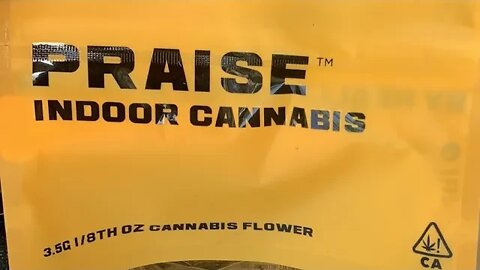 PRAISE™
INDOOR CANNABIS
3.5G 1/8TH OZ CANNABIS FLOWER
CA